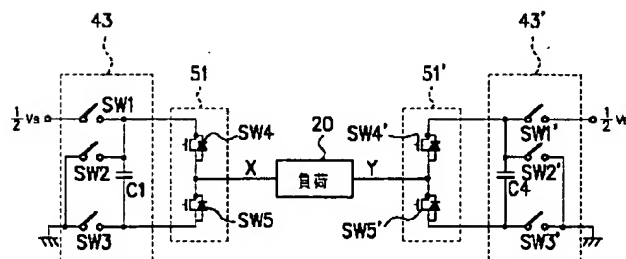 43
43'
51
51'
½ Vs
SW1
SW4
20
SW4'
SW1'
½ Vs
SW2
C1
X
負荷
Y
C4
SW2'
SW3
SW5
SW5'
SW3'